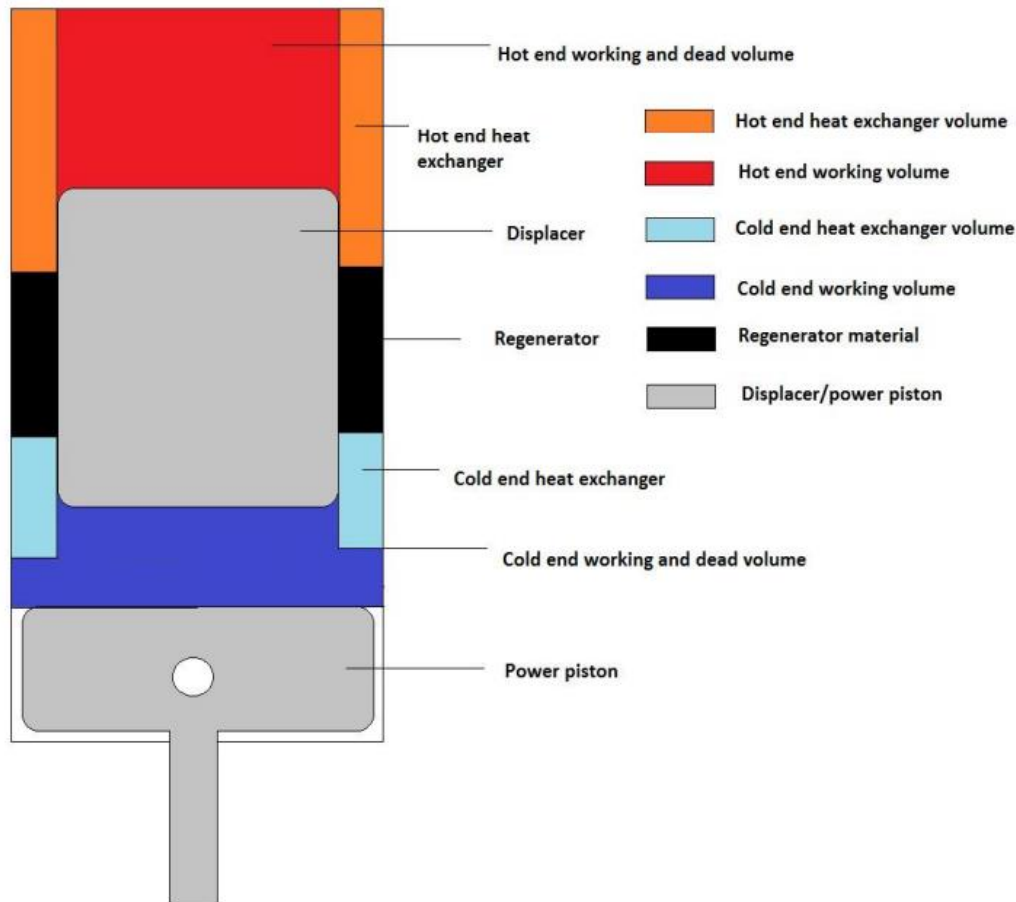 Hot end working and dead volume
Hot end heat
exchanger
Displacer
Regenerator
Cold end heat exchanger
Cold end working and dead volume
Power piston
Hot end heat exchanger volume
Hot end working volume
Cold end heat exchanger volume
Cold end working volume
Regenerator material
Displacer/power piston